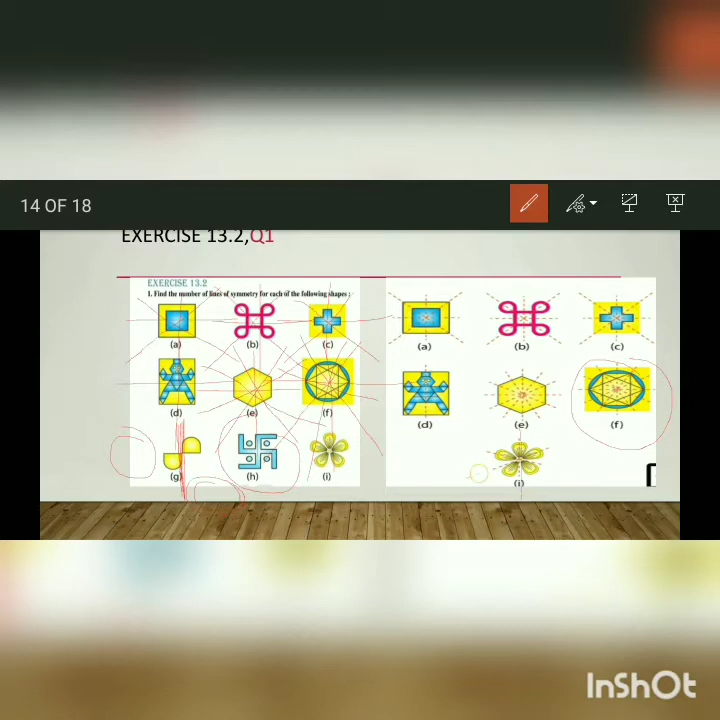 14 OF 18
EXERCISE 13.2,Q1
EXERCISE 13.2
1. Find the number of lines of symmetry for each of the following shapes :
(a) (b) (c)
(d) (e) (f)
(g) (h) (i)
(a) (b) (c)
(d) (e) (f)
(i)
InShOt